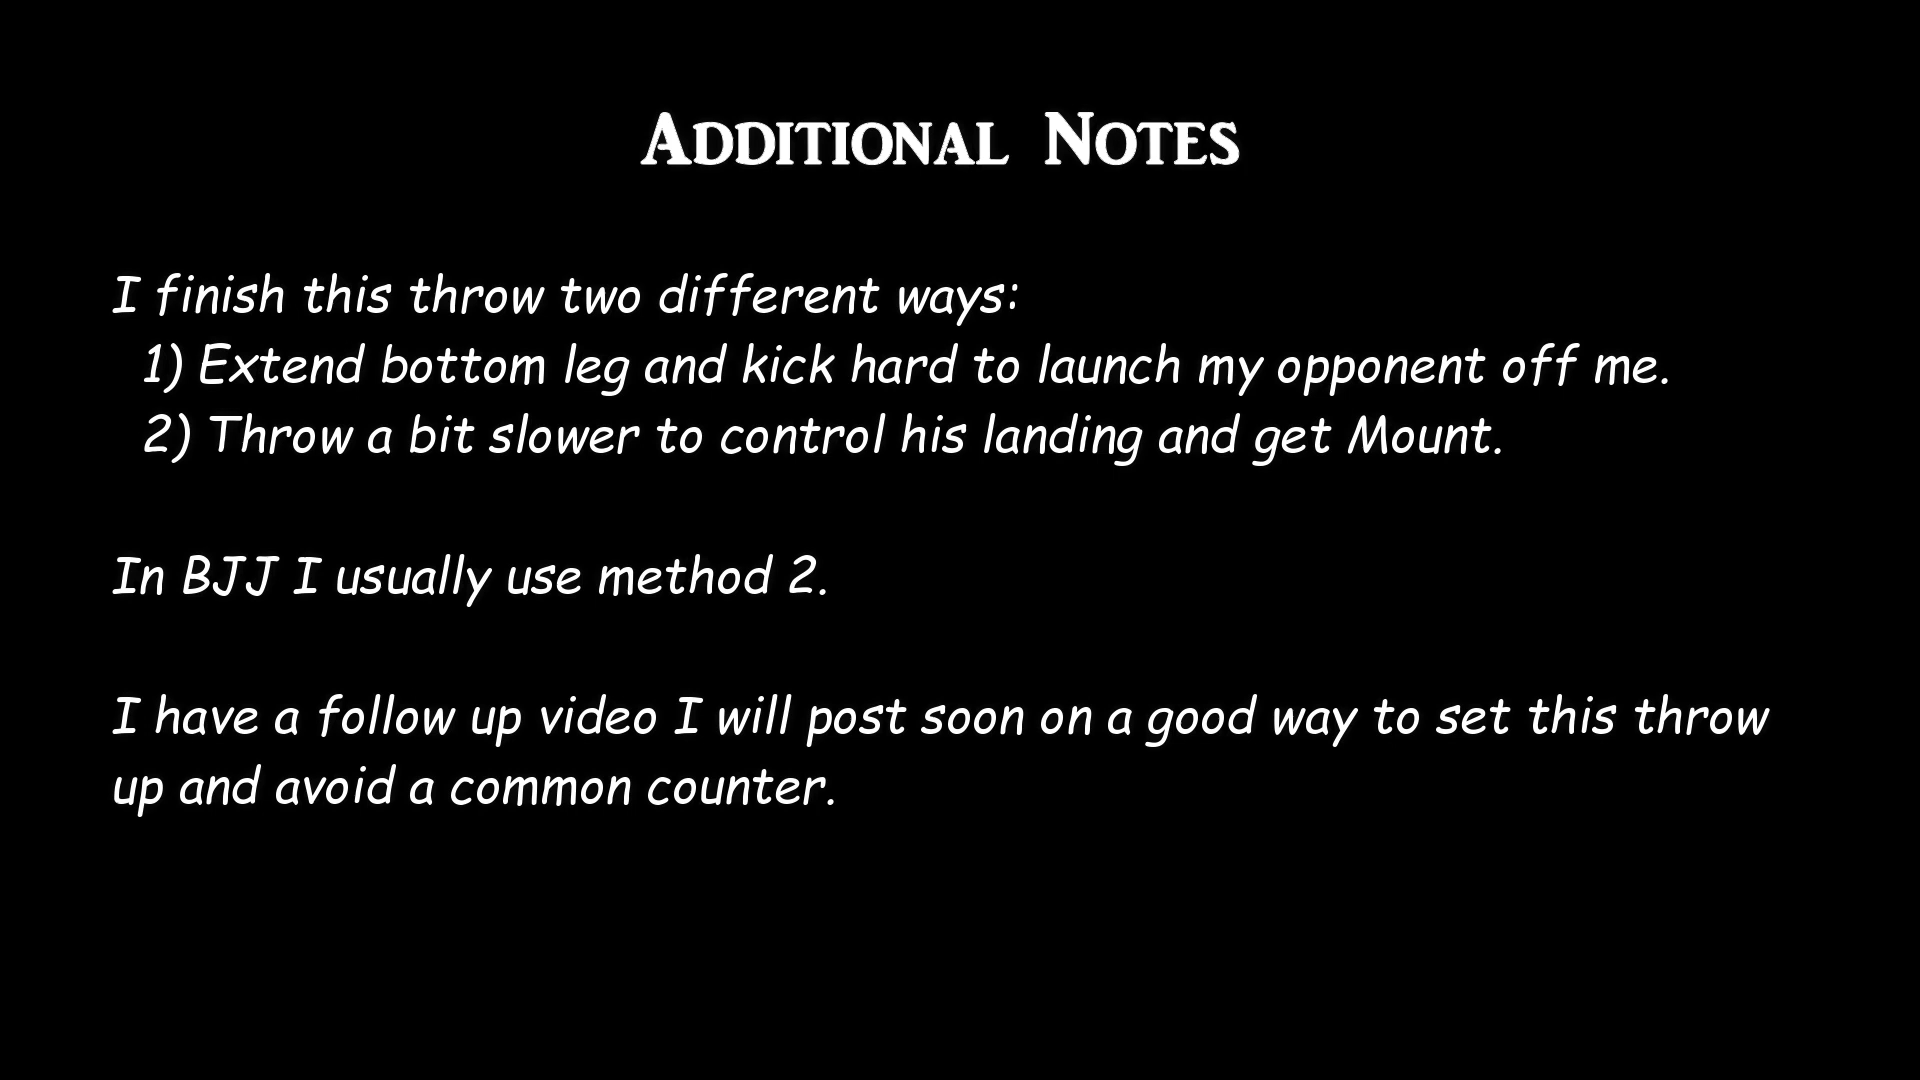 Additional Notes
I finish this throw two different ways:
1) Extend bottom leg and kick hard to launch my opponent off me.
2) Throw a bit slower to control his landing and get Mount.
In BJJ I usually use method 2.
I have a follow up video I will post soon on a good way to set this throw
up and avoid a common counter.